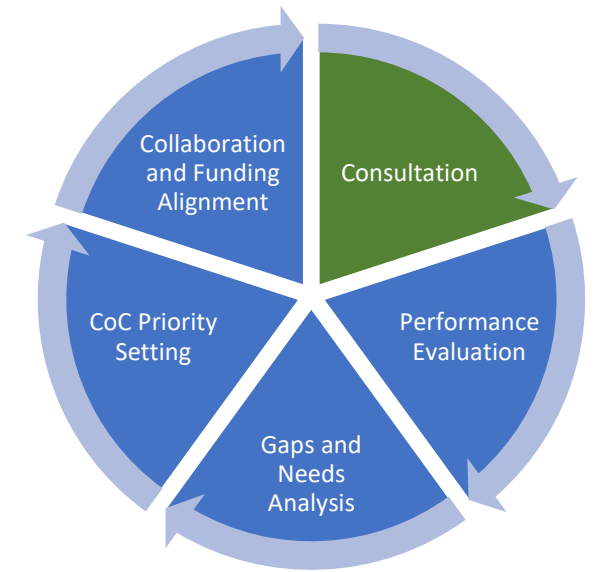 Collaboration
and Funding
Alignment
Consultation
CoC Priority
Setting
Performance
Evaluation
Gaps and
Needs
Analysis